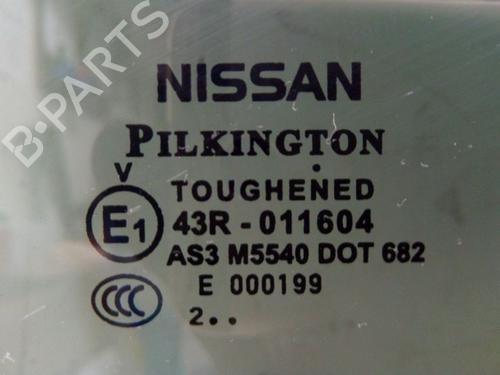 B-PARTS
NISSAN
PILKINGTON
V
TOUGHENED
E1 43R - 011604
AS3 M5540 DOT 682
CCC E 000199
2..